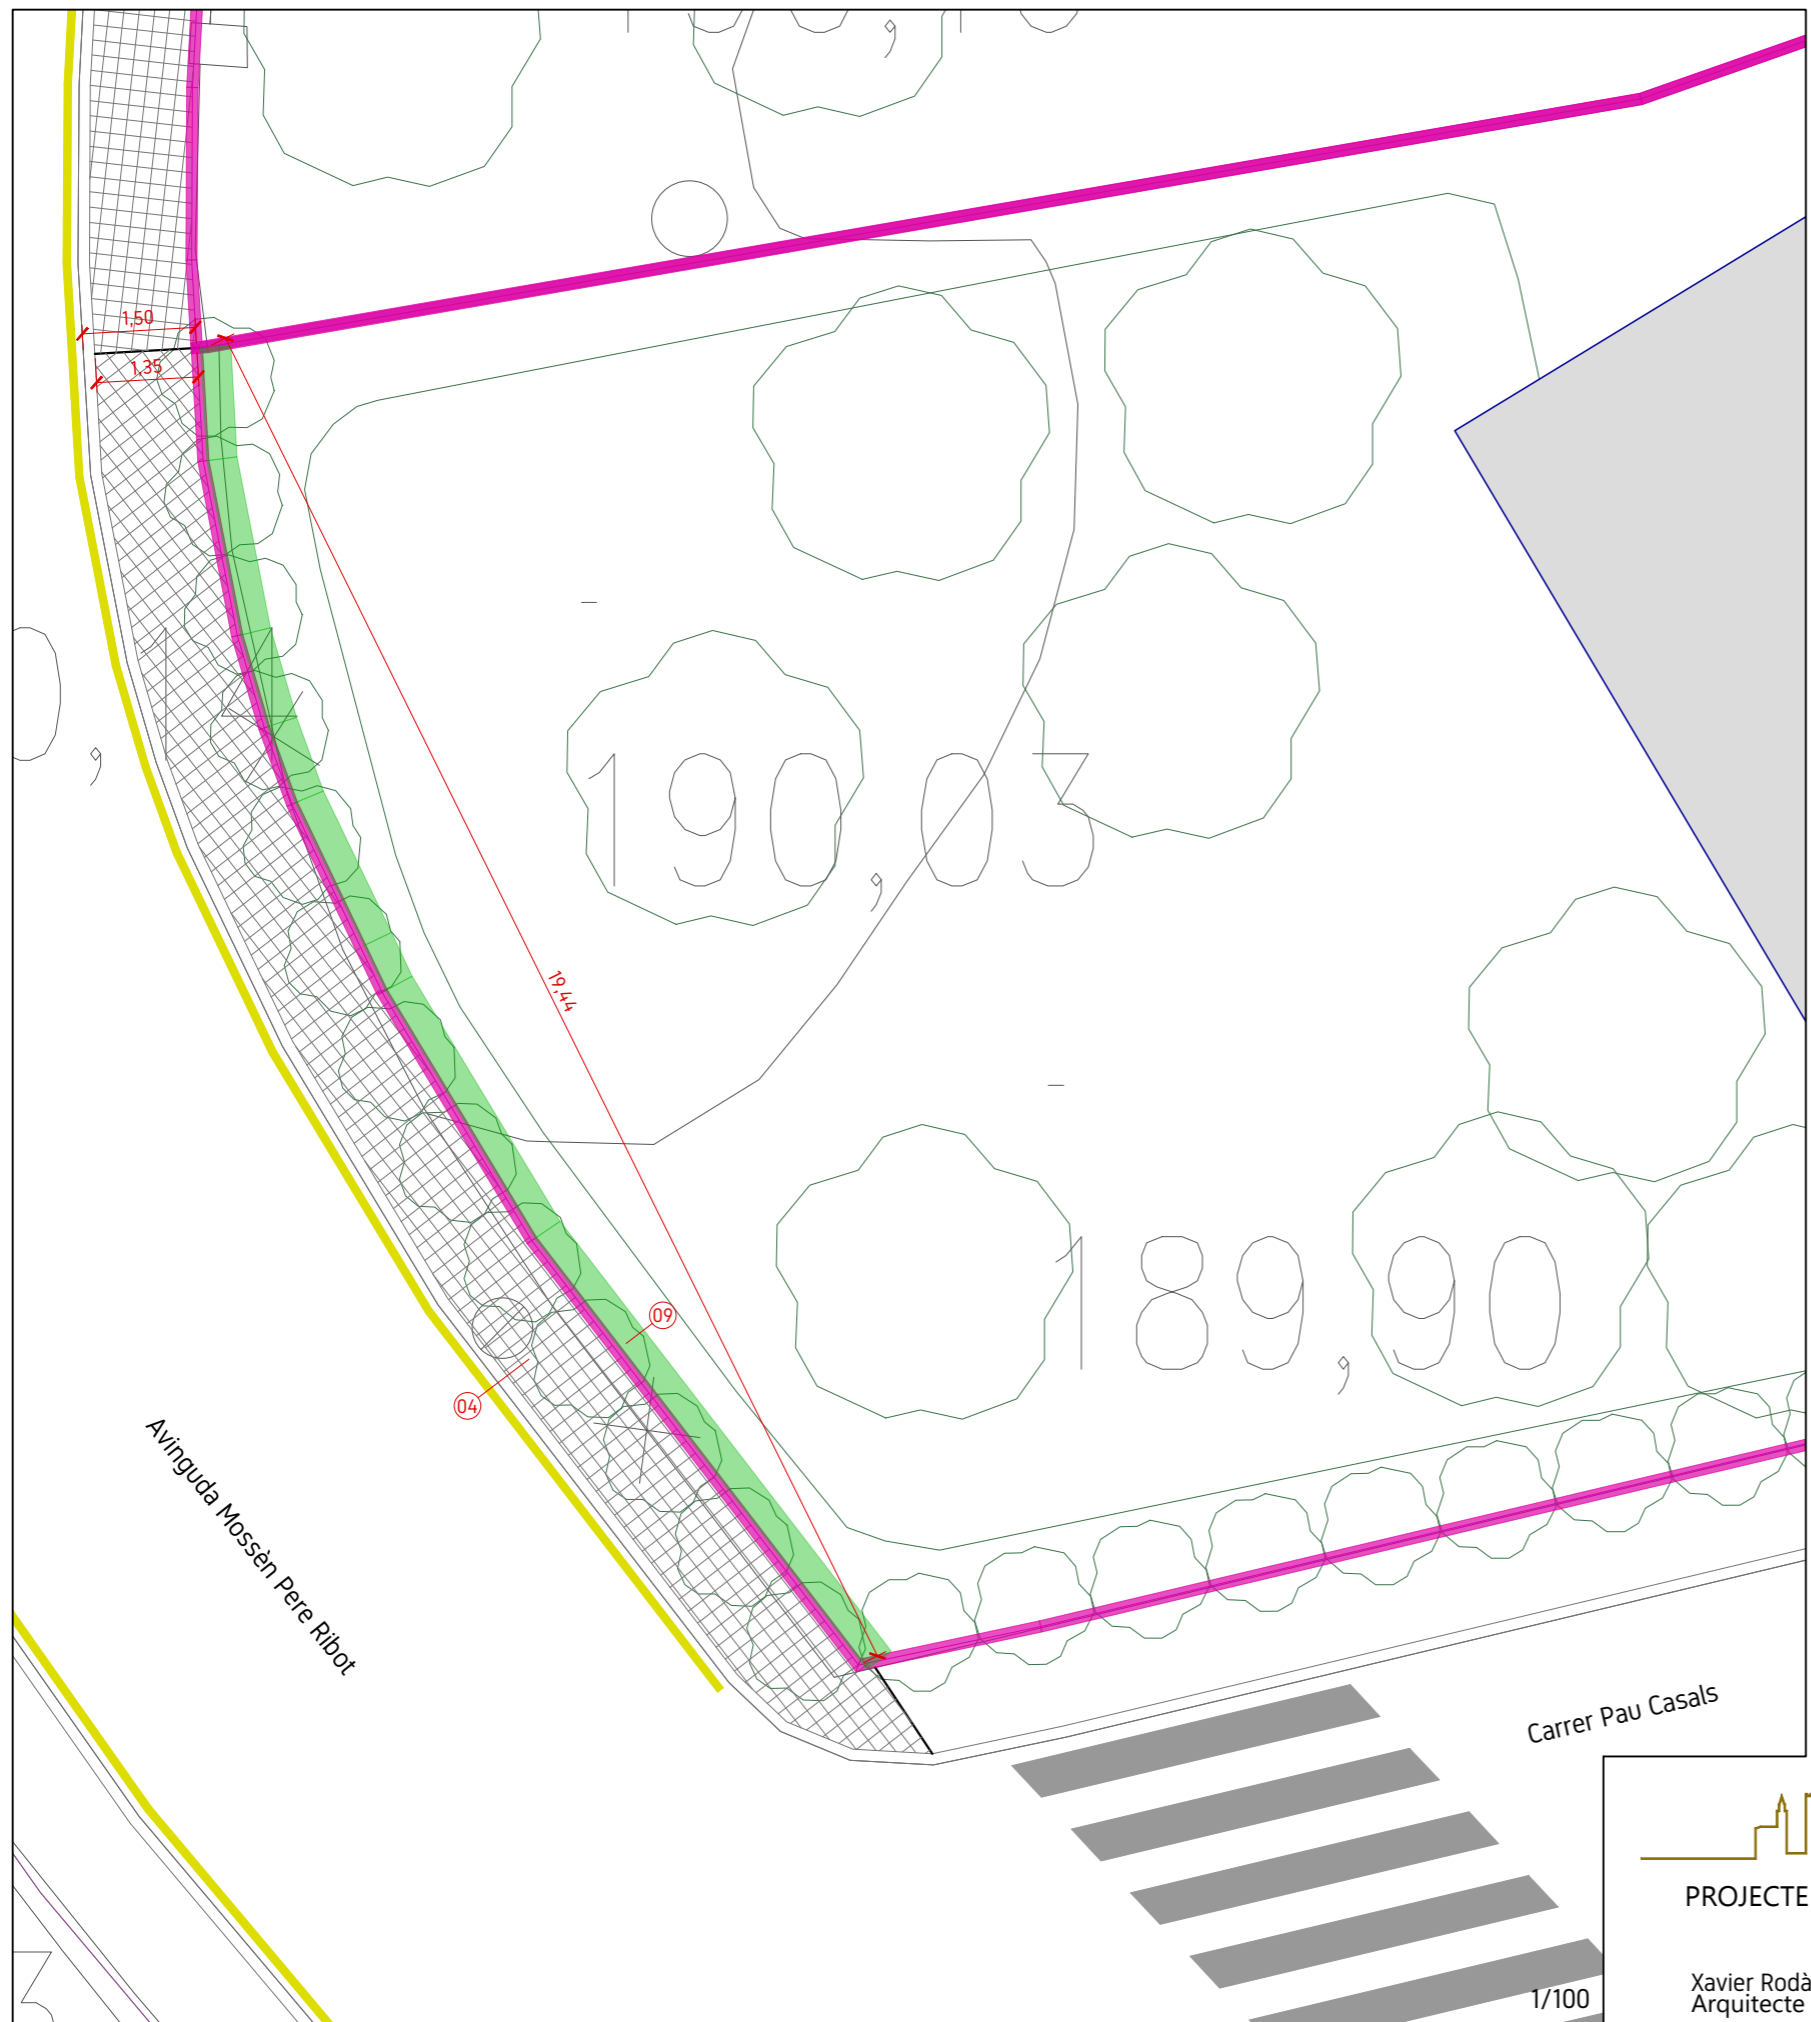 1,50
1,35
190,03
19,44
09
189,90
04
Avinguda Mossèn Pere Ribot
Carrer Pau Casals
PROJECTE
Xavier Rodà
1/100
Arquitecte